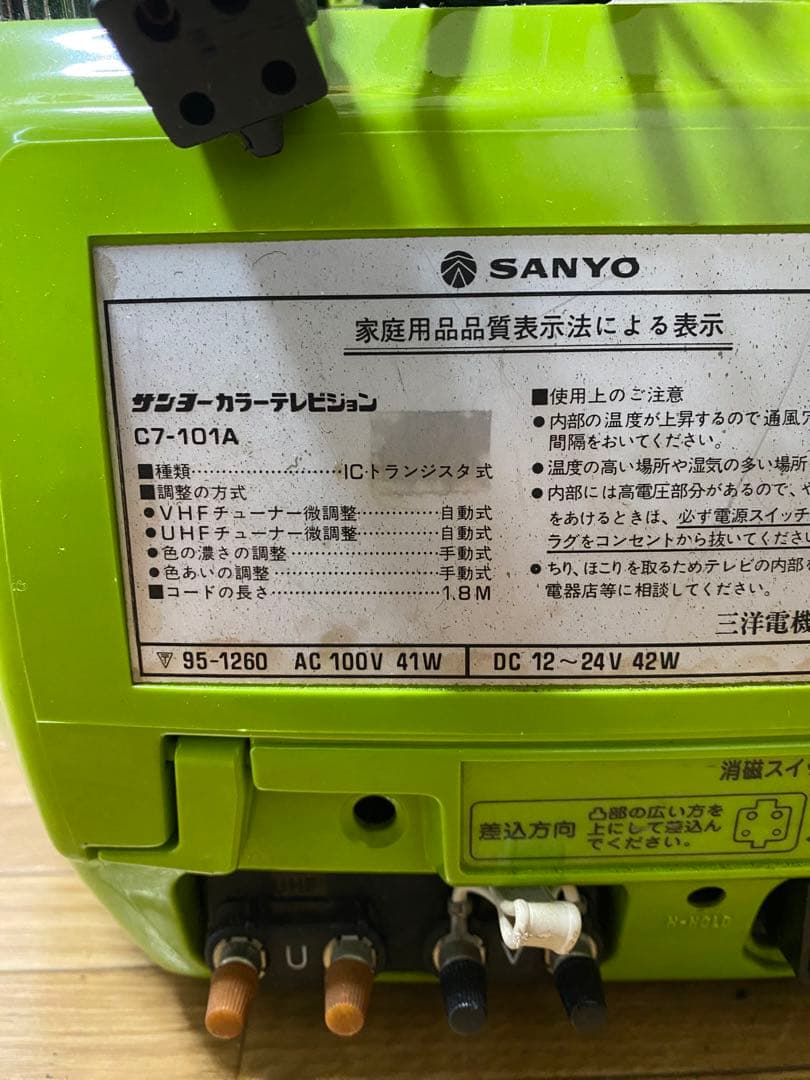 SANYO
家庭用品品質表示法による表示
サンヨーカラーテレビジョン
C7-101A
■種類……………………ICトランジスタ式
■調整の方式
●VHFチューナー微調整…………自動式
●UHFチューナー微調整…………自動式
●色の濃さの調整……………………手動式
●色あいの調整………………………手動式
■コードの長さ………………………1.8M
■使用上のご注意
●内部の温度が上昇するので通風穴
間隔をおいてください。
●温度の高い場所や湿気の多い場所
●内部には高電圧部分があるので、や
をあけるときは、必ず電源スイッチ
ラグをコンセントから抜いてください
●ちり、ほこりを取るためテレビの内部を
電器店等に相談してください。
三洋電機
95-1260 AC 100V 41W
DC 12~24V 42W
消磁スイッ
差込方向
凸部の広い方を
上にして差込ん
でください。
UHF
U
V